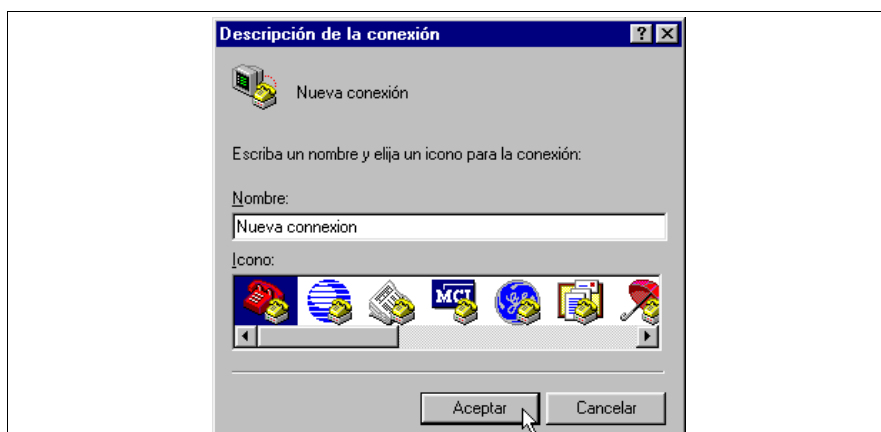 Descripción de la conexión
Nueva conexión
Escriba un nombre y elija un icono para la conexión:
Nombre:
Nueva connexion
Icono:
MCI
Aceptar
Cancelar